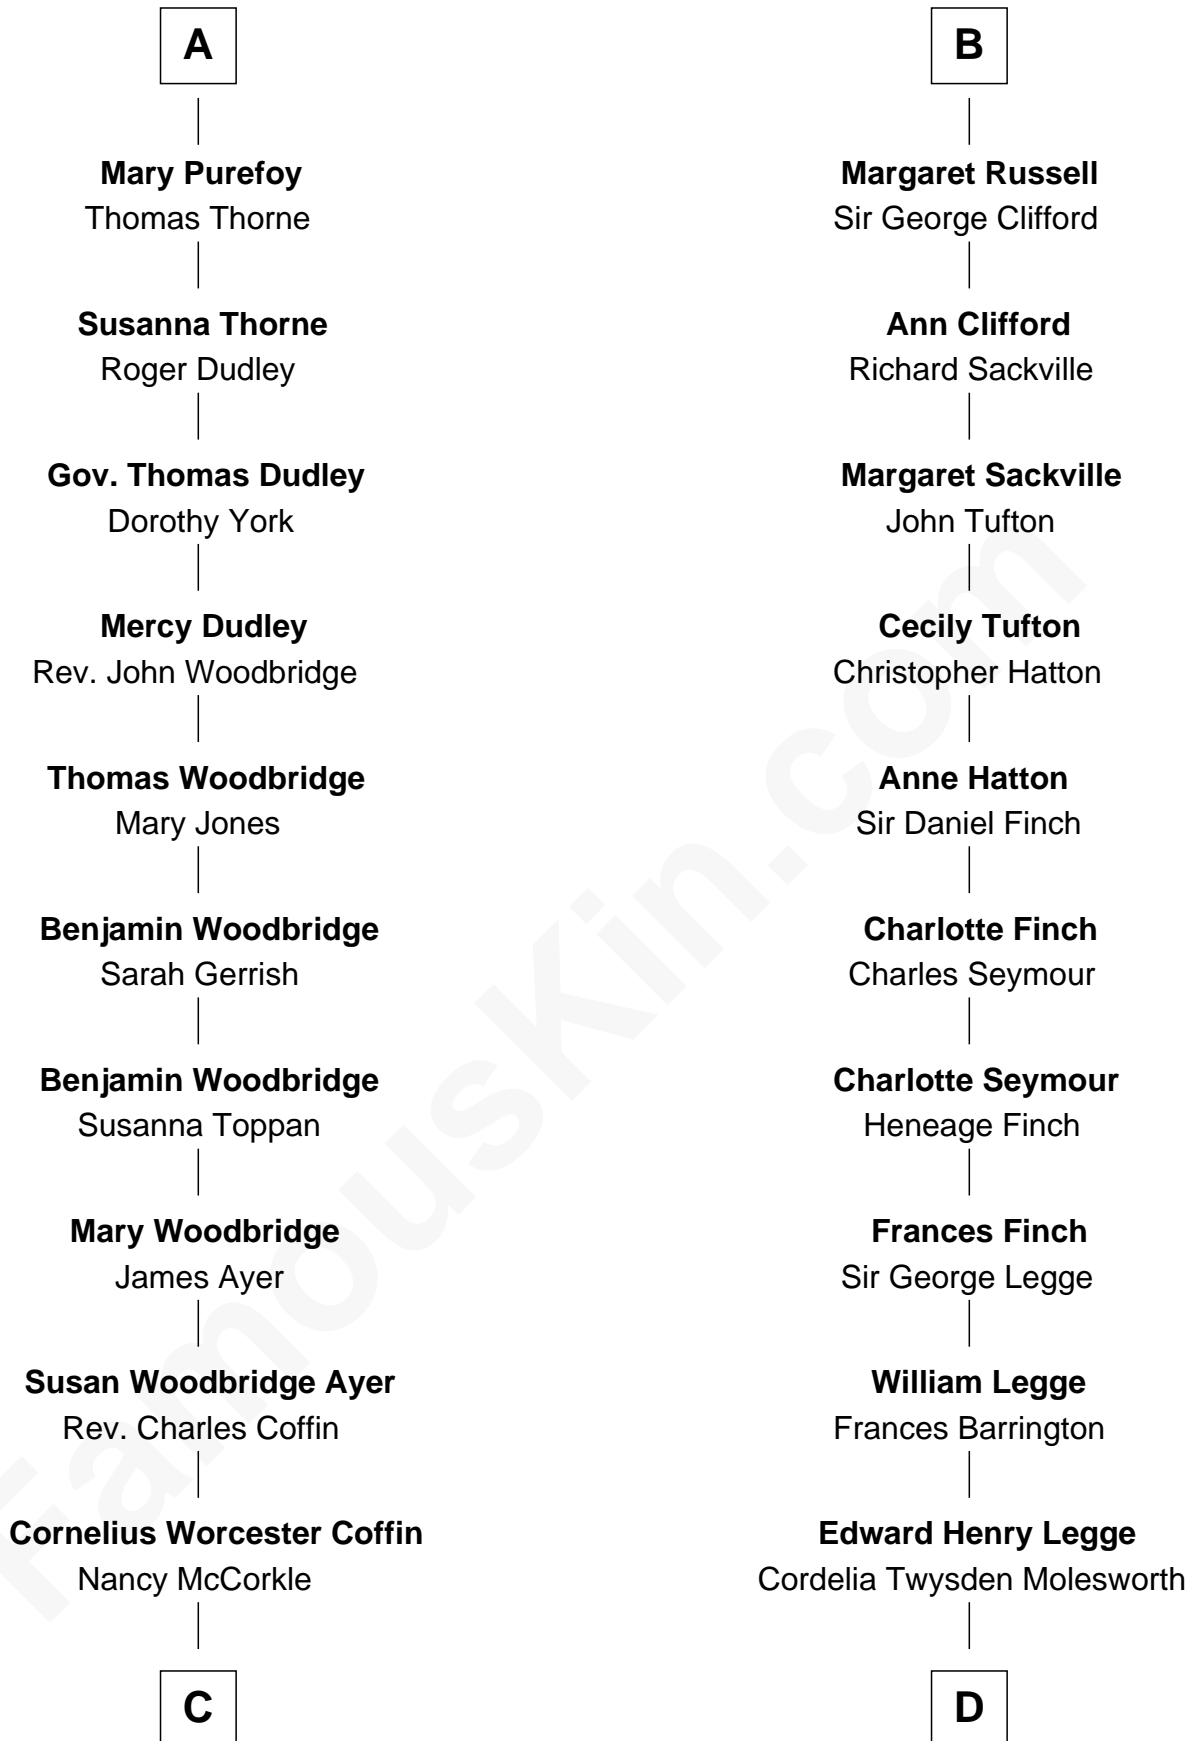 A
Mary Purefoy
Thomas Thorne
Susanna Thorne
Roger Dudley
Gov. Thomas Dudley
Dorothy York
Mercy Dudley
Rev. John Woodbridge
Thomas Woodbridge
Mary Jones
Benjamin Woodbridge
Sarah Gerrish
Benjamin Woodbridge
Susanna Toppan
Mary Woodbridge
James Ayer
Susan Woodbridge Ayer
Rev. Charles Coffin
Cornelius Worcester Coffin
Nancy McCorkle
C
B
Margaret Russell
Sir George Clifford
Ann Clifford
Richard Sackville
Margaret Sackville
John Tufton
Cecily Tufton
Christopher Hatton
Anne Hatton
Sir Daniel Finch
Charlotte Finch
Charles Seymour
Charlotte Seymour
Heneage Finch
Frances Finch
Sir George Legge
William Legge
Frances Barrington
Edward Henry Legge
Cordelia Twysden Molesworth
D
FamousKin.com